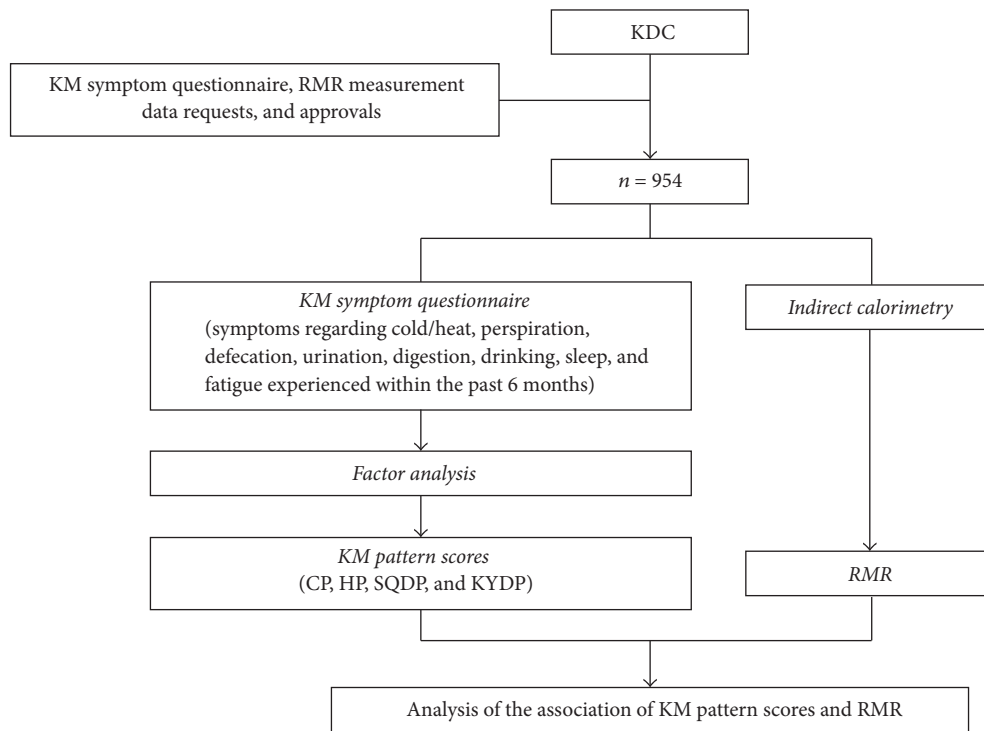 KDC
KM symptom questionnaire, RMR measurement
data requests, and approvals
n = 954
KM symptom questionnaire
(symptoms regarding cold/heat, perspiration,
defecation, urination, digestion, drinking, sleep, and
fatigue experienced within the past 6 months)
Indirect calorimetry
Factor analysis
KM pattern scores
(CP, HP, SQDP, and KYDP)
RMR
Analysis of the association of KM pattern scores and RMR